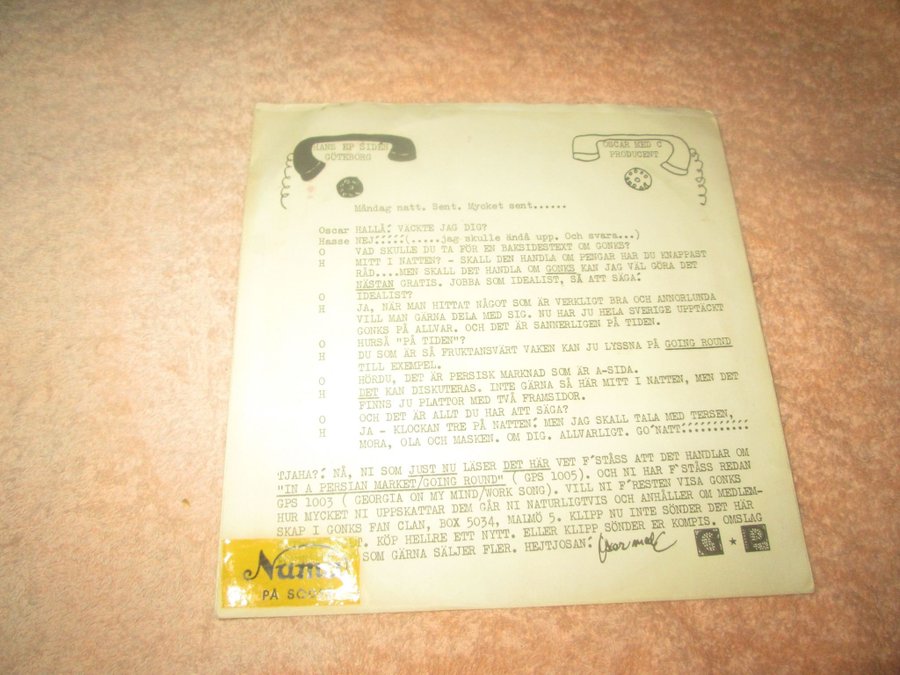 HANS EP SIDÉN
GÖTEBORG
OSCAR MED C
PRODUCENT
Måndag natt. Sent. Mycket sent......
Oscar HALLÅ! VÄCKTE JAG DIG?
Hasse NEJ!!!!!(.....jag skulle ändå upp. Och svara...)
O VAD SKULLE DU TA FÖR EN BAKSIDESTEXT OM GONKS?
H MITT I NATTEN? - SKALL DEN HANDLA OM PENGAR HAR DU KNAPPAST
RÅD....MEN SKALL DET HANDLA OM GONKS KAN JAG VÄL GÖRA DET
NÄSTAN GRATIS. JOBBA SOM IDEALIST, SÅ ATT SÄGA!
O IDEALIST?
H JA, NÄR MAN HITTAT NÅGOT SOM ÄR VERKLIGT BRA OCH ANNORLUNDA
VILL MAN GÄRNA DELA MED SIG. NU HAR JU HELA SVERIGE UPPTÄCKT
GONKS PÅ ALLVAR. OCH DET ÄR SANNERLIGEN PÅ TIDEN.
O HURSÅ "PÅ TIDEN"?
H DU SOM ÄR SÅ FRUKTANSVÄRT VAKEN KAN JU LYSSNA PÅ GOING ROUND
TILL EXEMPEL.
O HÖRDU, DET ÄR PERSISK MARKNAD SOM ÄR A-SIDA.
H DET KAN DISKUTERAS. INTE GÄRNA SÅ HÄR MITT I NATTEN, MEN DET
FINNS JU PLATTOR MED TVÅ FRAMSIDOR.
O OCH DET ÄR ALLT DU HAR ATT SÄGA?
H JA - KLOCKAN TRE PÅ NATTEN! MEN JAG SKALL TALA MED TERSEN,
MORA, OLA OCH MASKEN. OM DIG. ALLVARLIGT. GO'NATT!!!!!!!!!!!
TJAHA?! NÅ, NI SOM JUST NU LÄSER DET HÄR VET F'STÅSS ATT DET HANDLAR OM
"IN A PERSIAN MARKET/GOING ROUND" ( GPS 1005). OCH NI HAR F'STÅSS REDAN
GPS 1003 ( GEORGIA ON MY MIND/WORK SONG). VILL NI F'RESTEN VISA GONKS
HUR MYCKET NI UPPSKATTAR DEM GÅR NI NATURLIGTVIS OCH ANHÅLLER OM MEDLEM-
SKAP I GONKS FAN CLAN, BOX 5034, MALMÖ 5. KLIPP NU INTE SÖNDER DET HÄR
KÖP HELLRE ETT NYTT. ELLER KLIPP SÖNDER ER KOMPIS. OMSLAG
SOM GÄRNA SÄLJER FLER. HEJTJOSAN! Oscar med C
C ★ P
PÅ